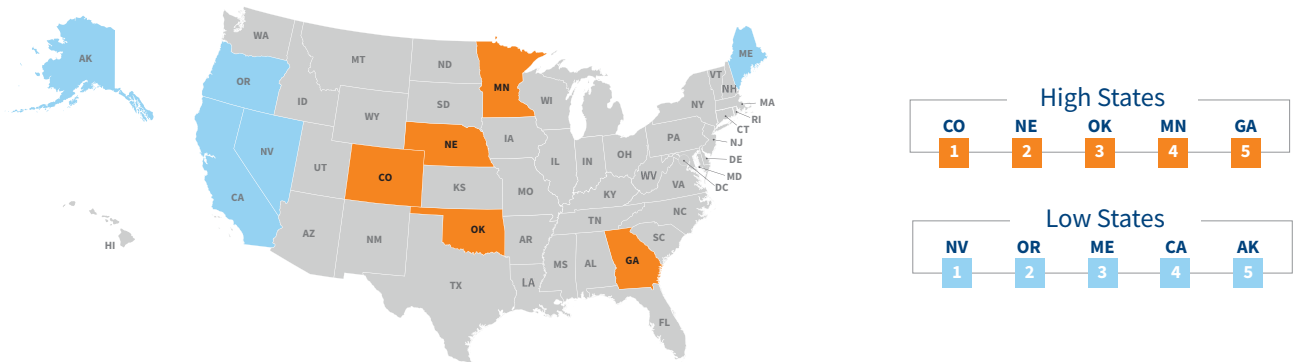 AK
WA
OR
CA
NV
ID
MT
WY
UT
AZ
CO
NM
ND
SD
NE
KS
OK
TX
MN
IA
MO
AR
LA
WI
IL
IN
OH
KY
TN
MS
AL
GA
FL
SC
NC
VA
WV
PA
NY
VT
NH
ME
MA
RI
CT
NJ
DE
MD
DC
HI
High States
CO NE OK MN GA
1 2 3 4 5
Low States
NV OR ME CA AK
1 2 3 4 5